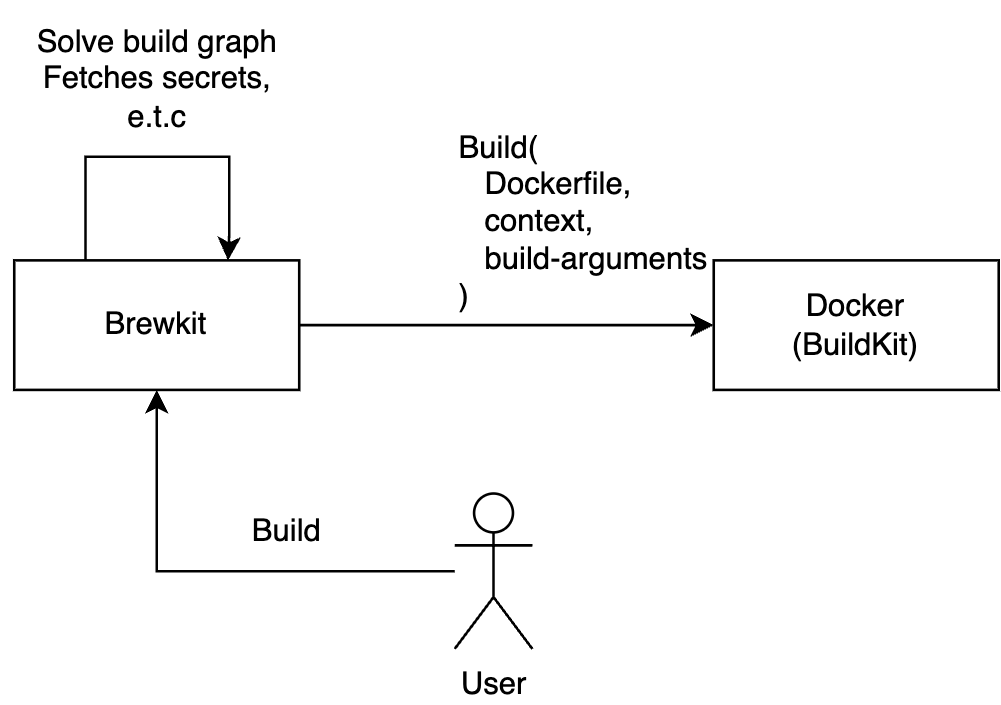 Solve build graph
Fetches secrets,
e.t.c
Build(
Dockerfile,
context,
build-arguments
)
Brewkit
Docker
(BuildKit)
Build
User